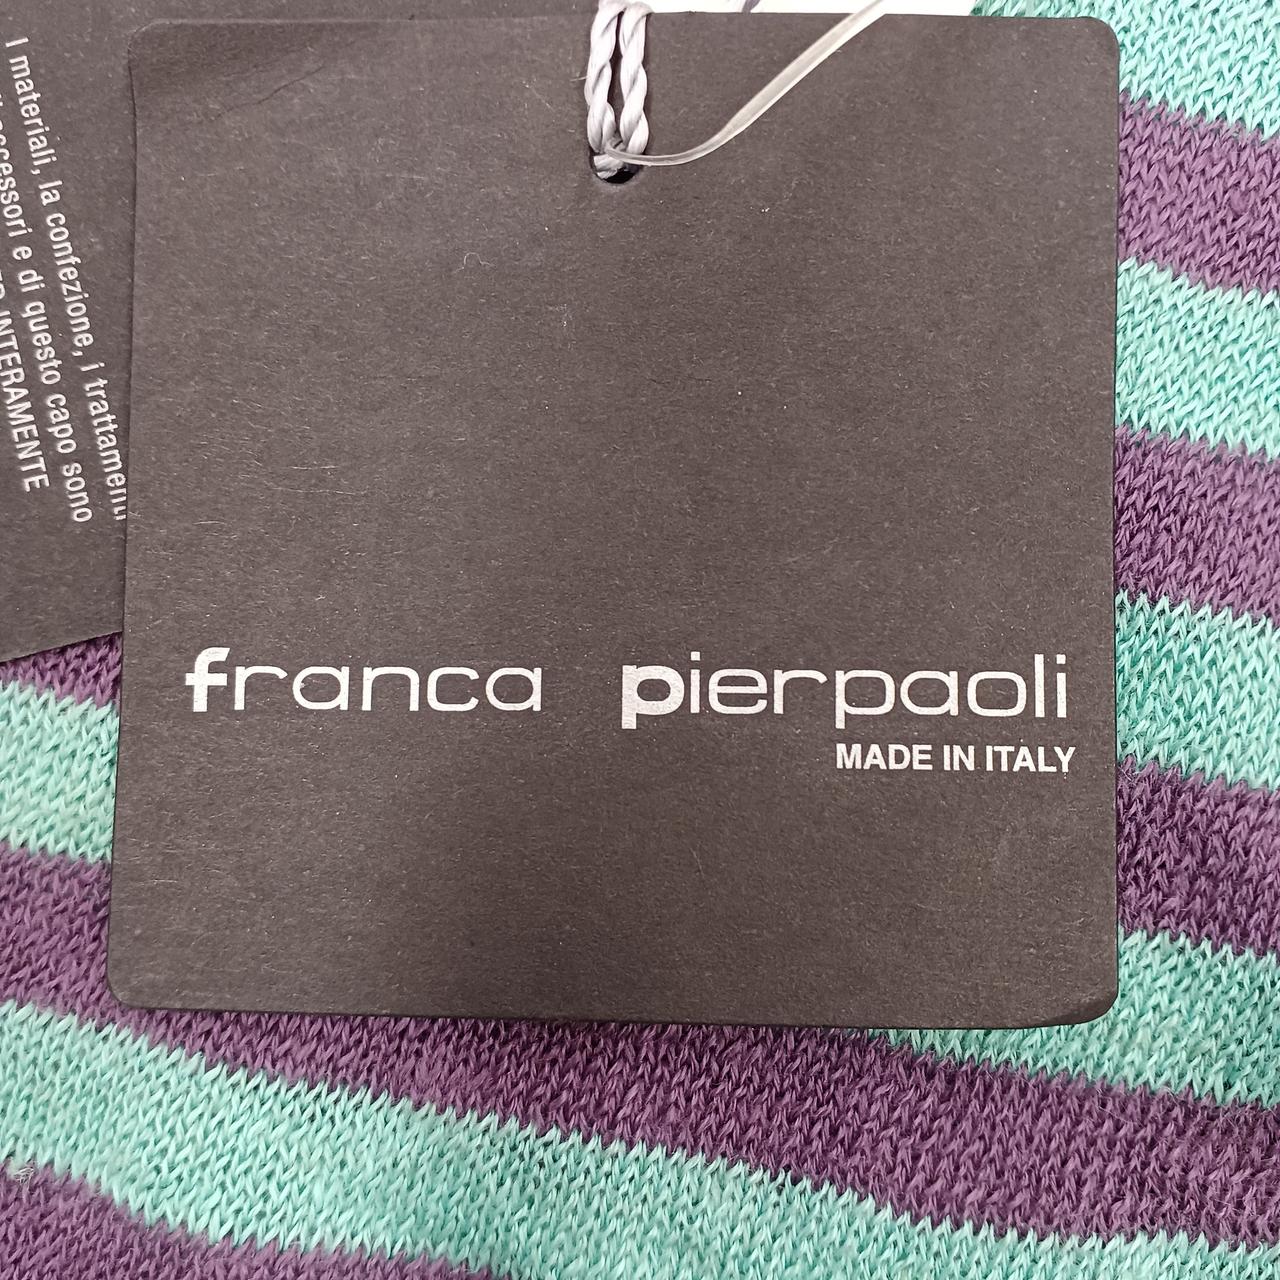 I materiali, la confezione, i trattamenti
accessori e di questo capo sono
INTERAMENTE
franca pierpaoli
MADE IN ITALY